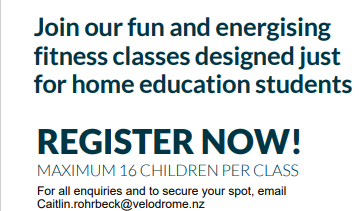 Join our fun and energising
fitness classes designed just
for home education students
REGISTER NOW!
MAXIMUM 16 CHILDREN PER CLASS
For all enquiries and to secure your spot, email
Caitlin.rohrbeck@velodrome.nz